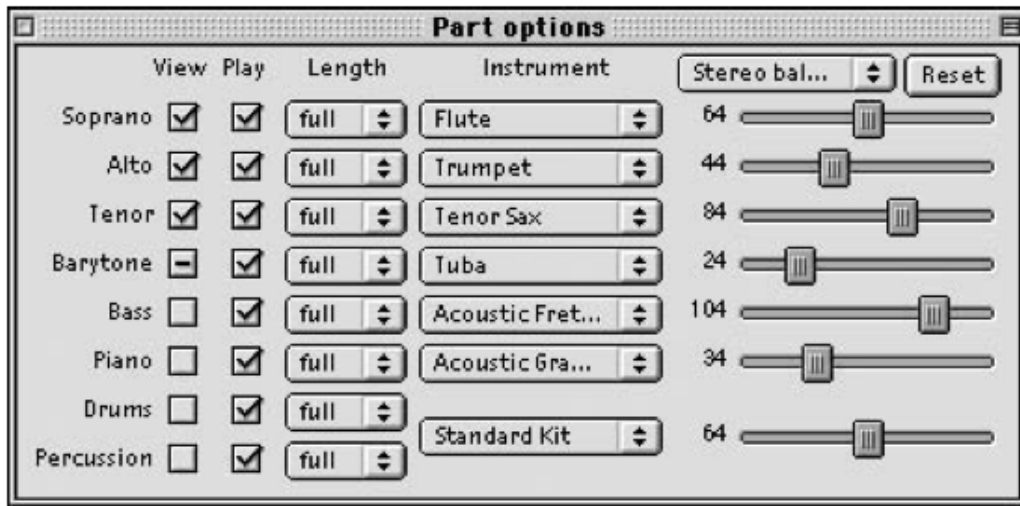 Part options
View Play Length Instrument Stereo bal... Reset
Soprano full Flute 64
Alto full Trumpet 44
Tenor full Tenor Sax 84
Barytone full Tuba 24
Bass full Acoustic Fret... 104
Piano full Acoustic Gra... 34
Drums full
Standard Kit 64
Percussion full